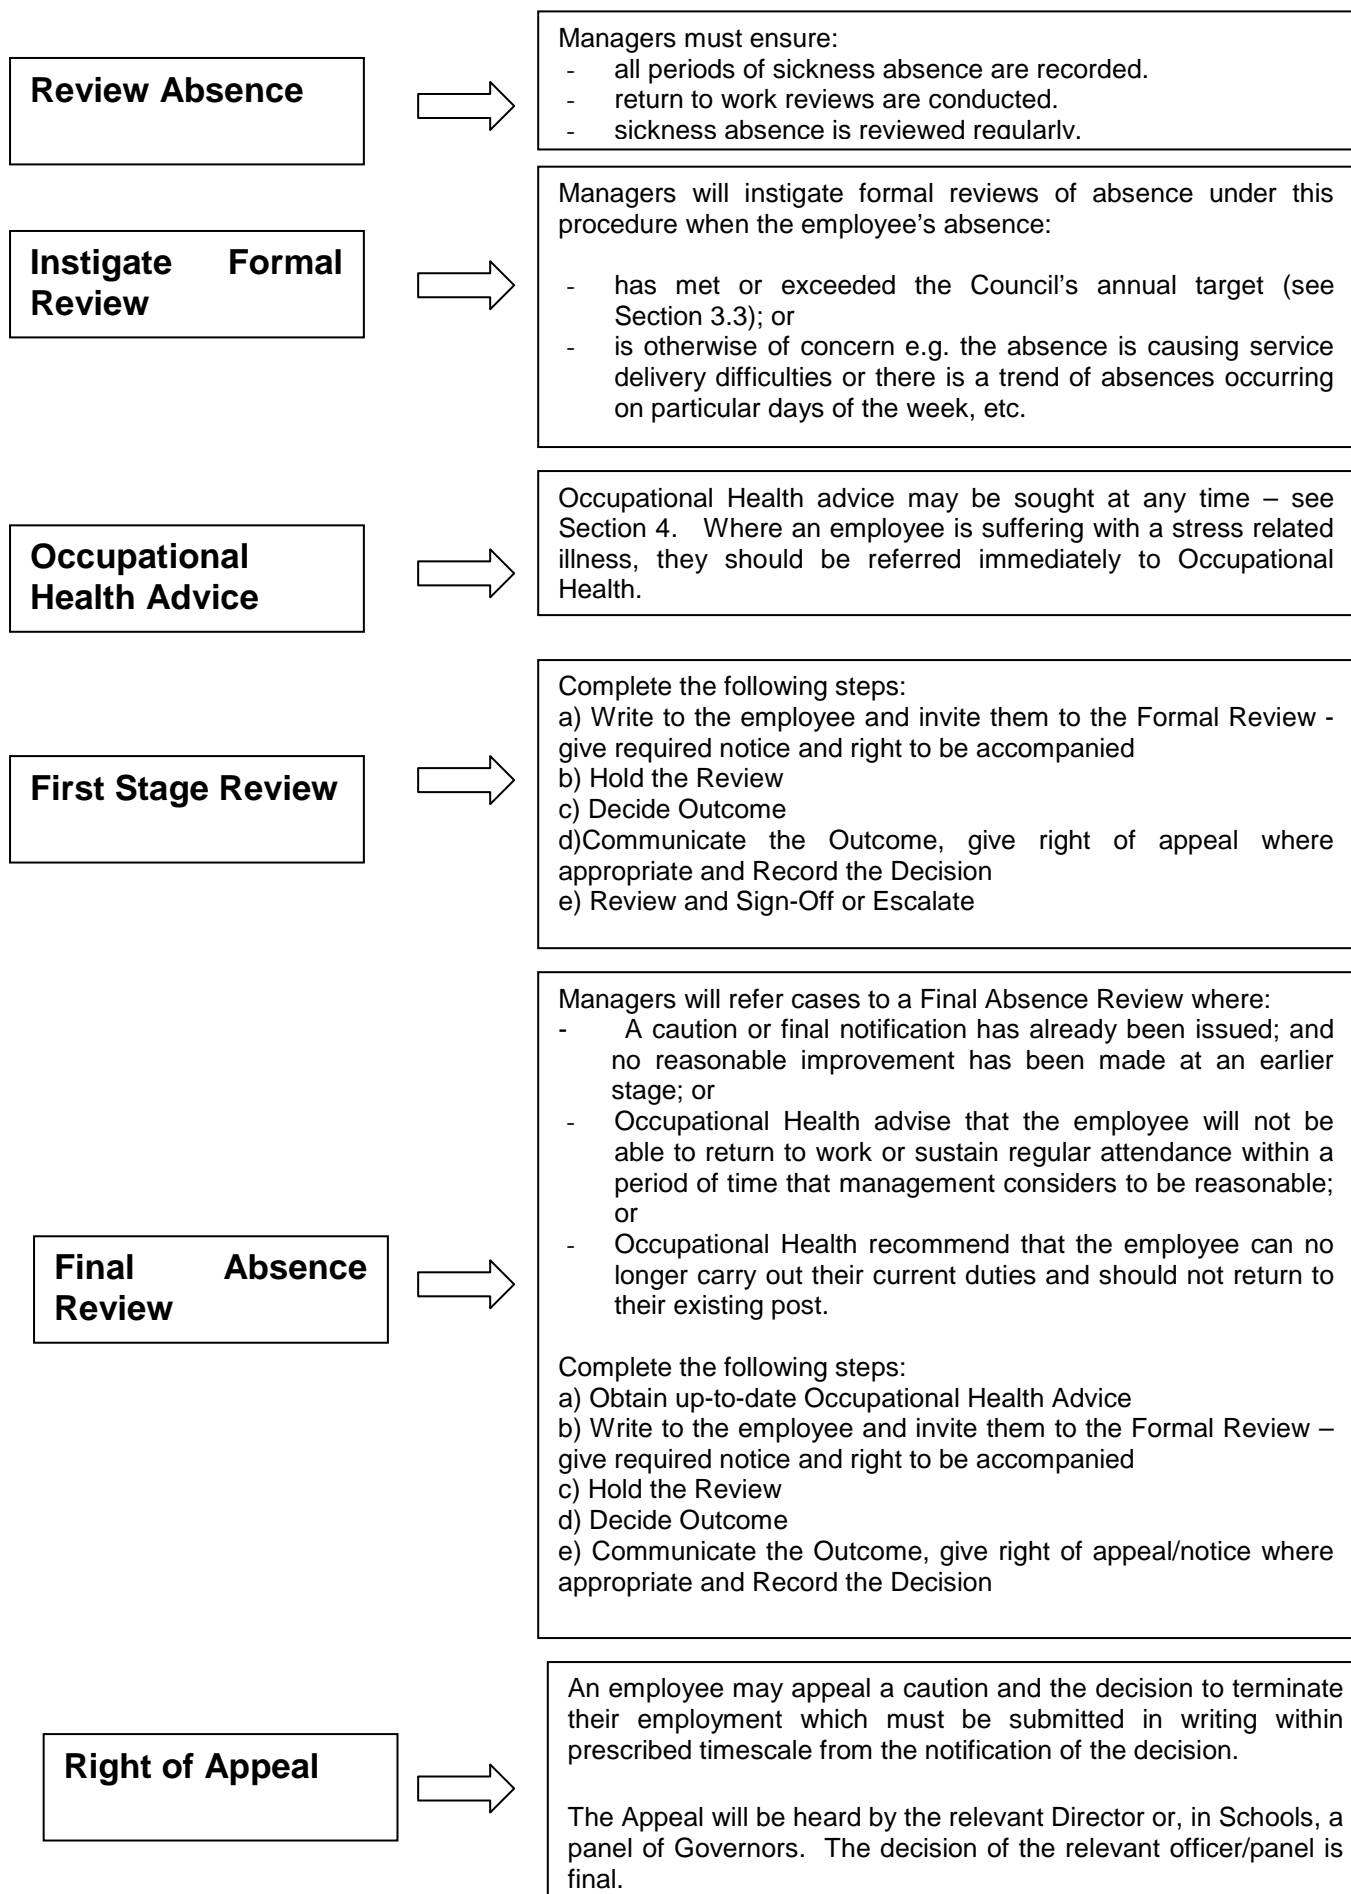 Review Absence
Managers must ensure:
- all periods of sickness absence are recorded.
- return to work reviews are conducted.
- sickness absence is reviewed regularly.
Instigate Formal
Review
Managers will instigate formal reviews of absence under this
procedure when the employee's absence:
- has met or exceeded the Council's annual target (see
Section 3.3); or
- is otherwise of concern e.g. the absence is causing service
delivery difficulties or there is a trend of absences occurring
on particular days of the week, etc.
Occupational
Health Advice
Occupational Health advice may be sought at any time – see
Section 4. Where an employee is suffering with a stress related
illness, they should be referred immediately to Occupational
Health.
First Stage Review
Complete the following steps:
a) Write to the employee and invite them to the Formal Review -
give required notice and right to be accompanied
b) Hold the Review
c) Decide Outcome
d)Communicate the Outcome, give right of appeal where
appropriate and Record the Decision
e) Review and Sign-Off or Escalate
Final Absence
Review
Managers will refer cases to a Final Absence Review where:
- A caution or final notification has already been issued; and
no reasonable improvement has been made at an earlier
stage; or
- Occupational Health advise that the employee will not be
able to return to work or sustain regular attendance within a
period of time that management considers to be reasonable;
or
- Occupational Health recommend that the employee can no
longer carry out their current duties and should not return to
their existing post.
Complete the following steps:
a) Obtain up-to-date Occupational Health Advice
b) Write to the employee and invite them to the Formal Review –
give required notice and right to be accompanied
c) Hold the Review
d) Decide Outcome
e) Communicate the Outcome, give right of appeal/notice where
appropriate and Record the Decision
Right of Appeal
An employee may appeal a caution and the decision to terminate
their employment which must be submitted in writing within
prescribed timescale from the notification of the decision.
The Appeal will be heard by the relevant Director or, in Schools, a
panel of Governors. The decision of the relevant officer/panel is
final.